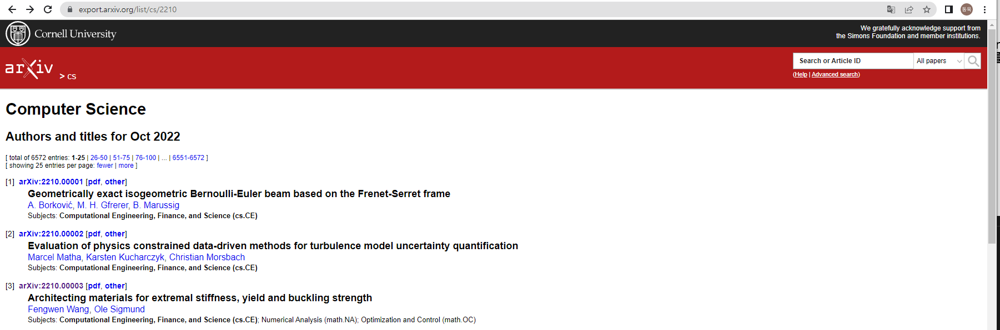 export.arxiv.org/list/cs/2210
동욱
Cornell University
We gratefully acknowledge support from
the Simons Foundation and member institutions.
arXiv > cs
Search or Article ID
All papers
(Help | Advanced search)
Computer Science
Authors and titles for Oct 2022
[ total of 6572 entries: 1-25 | 26-50 | 51-75 | 76-100 | ... | 6551-6572 ]
[ showing 25 entries per page: fewer | more ]
[1] arXiv:2210.00001 [pdf, other]
Geometrically exact isogeometric Bernoulli-Euler beam based on the Frenet-Serret frame
A. Borković, M. H. Gfrerer, B. Marussig
Subjects: Computational Engineering, Finance, and Science (cs.CE)
[2] arXiv:2210.00002 [pdf, other]
Evaluation of physics constrained data-driven methods for turbulence model uncertainty quantification
Marcel Matha, Karsten Kucharczyk, Christian Morsbach
Subjects: Computational Engineering, Finance, and Science (cs.CE)
[3] arXiv:2210.00003 [pdf, other]
Architecting materials for extremal stiffness, yield and buckling strength
Fengwen Wang, Ole Sigmund
Subjects: Computational Engineering, Finance, and Science (cs.CE); Numerical Analysis (math.NA); Optimization and Control (math.OC)